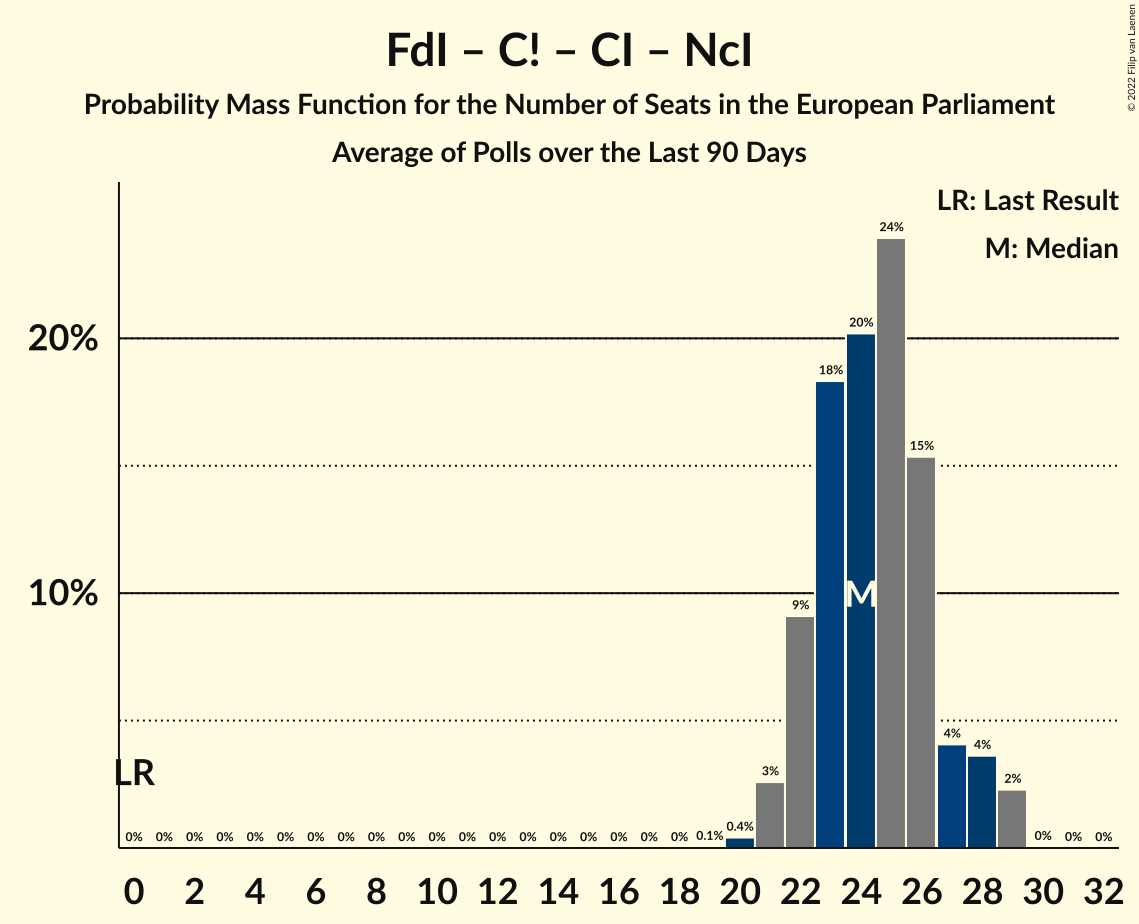 FdI – C! – CI – NcI
Probability Mass Function for the Number of Seats in the European Parliament
Average of Polls over the Last 90 Days
© 2022 Filip van Laenen
LR: Last Result
M: Median
24%
20%
20%
18%
15%
10%
M
9%
4%
4%
LR
3%
2%
0% 0% 0% 0% 0% 0% 0% 0% 0% 0% 0% 0% 0% 0% 0% 0% 0% 0% 0% 0.1% 0.4% 0% 0% 0%
0 2 4 6 8 10 12 14 16 18 20 22 24 26 28 30 32